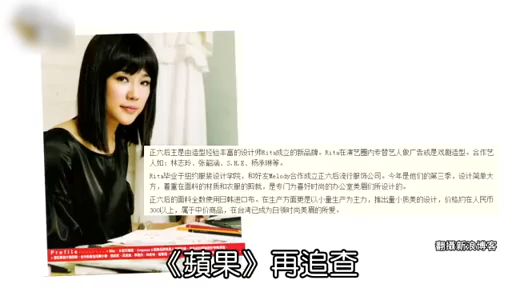 正六后主是由造型经验丰富的设计师Rita成立的新品牌。Rita在演艺圈内专替艺人做广告或是戏剧造型。合作艺
人如：林志玲、张韶涵、S.H.E、杨承琳等。
Rita毕业于纽约服装设计学院，和好友Melody合作成立正六后流行服饰公司。今年是他们的第三季。设计简单大
方，着重在面料的材质和衣服的剪裁，是专门为喜好时尚的办公室美眉们所设计的。
正六后的面料全数使用日韩进口布。在生产方面更是以小量生产为主力，推出量小质美的设计，价格约在人民币
300以上，属于中价商品，在台湾已成为白领时尚美眉的所爱。
Profile
翻攝新浪博客
《蘋果》再追查